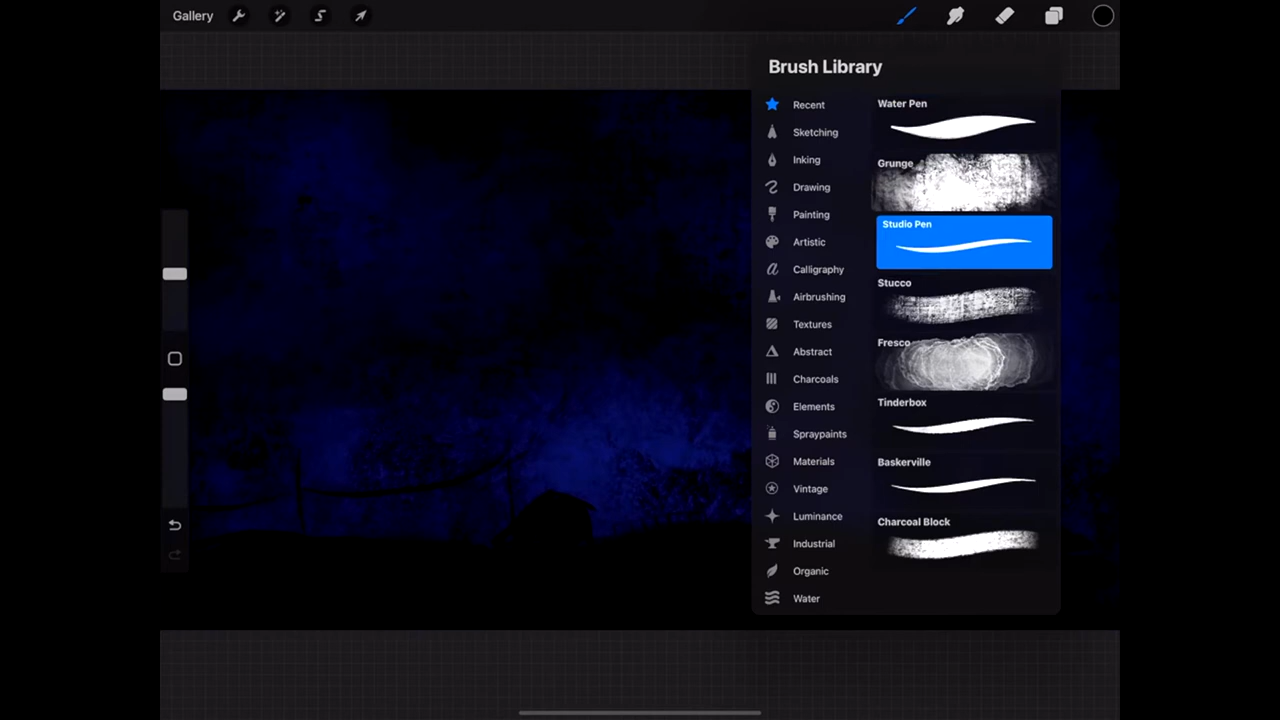 Gallery
Brush Library
Recent
Sketching
Inking
Drawing
Painting
Artistic
Calligraphy
Airbrushing
Textures
Abstract
Charcoals
Elements
Spraypaints
Materials
Vintage
Luminance
Industrial
Organic
Water
Water Pen
Grunge
Studio Pen
Stucco
Fresco
Tinderbox
Baskerville
Charcoal Block